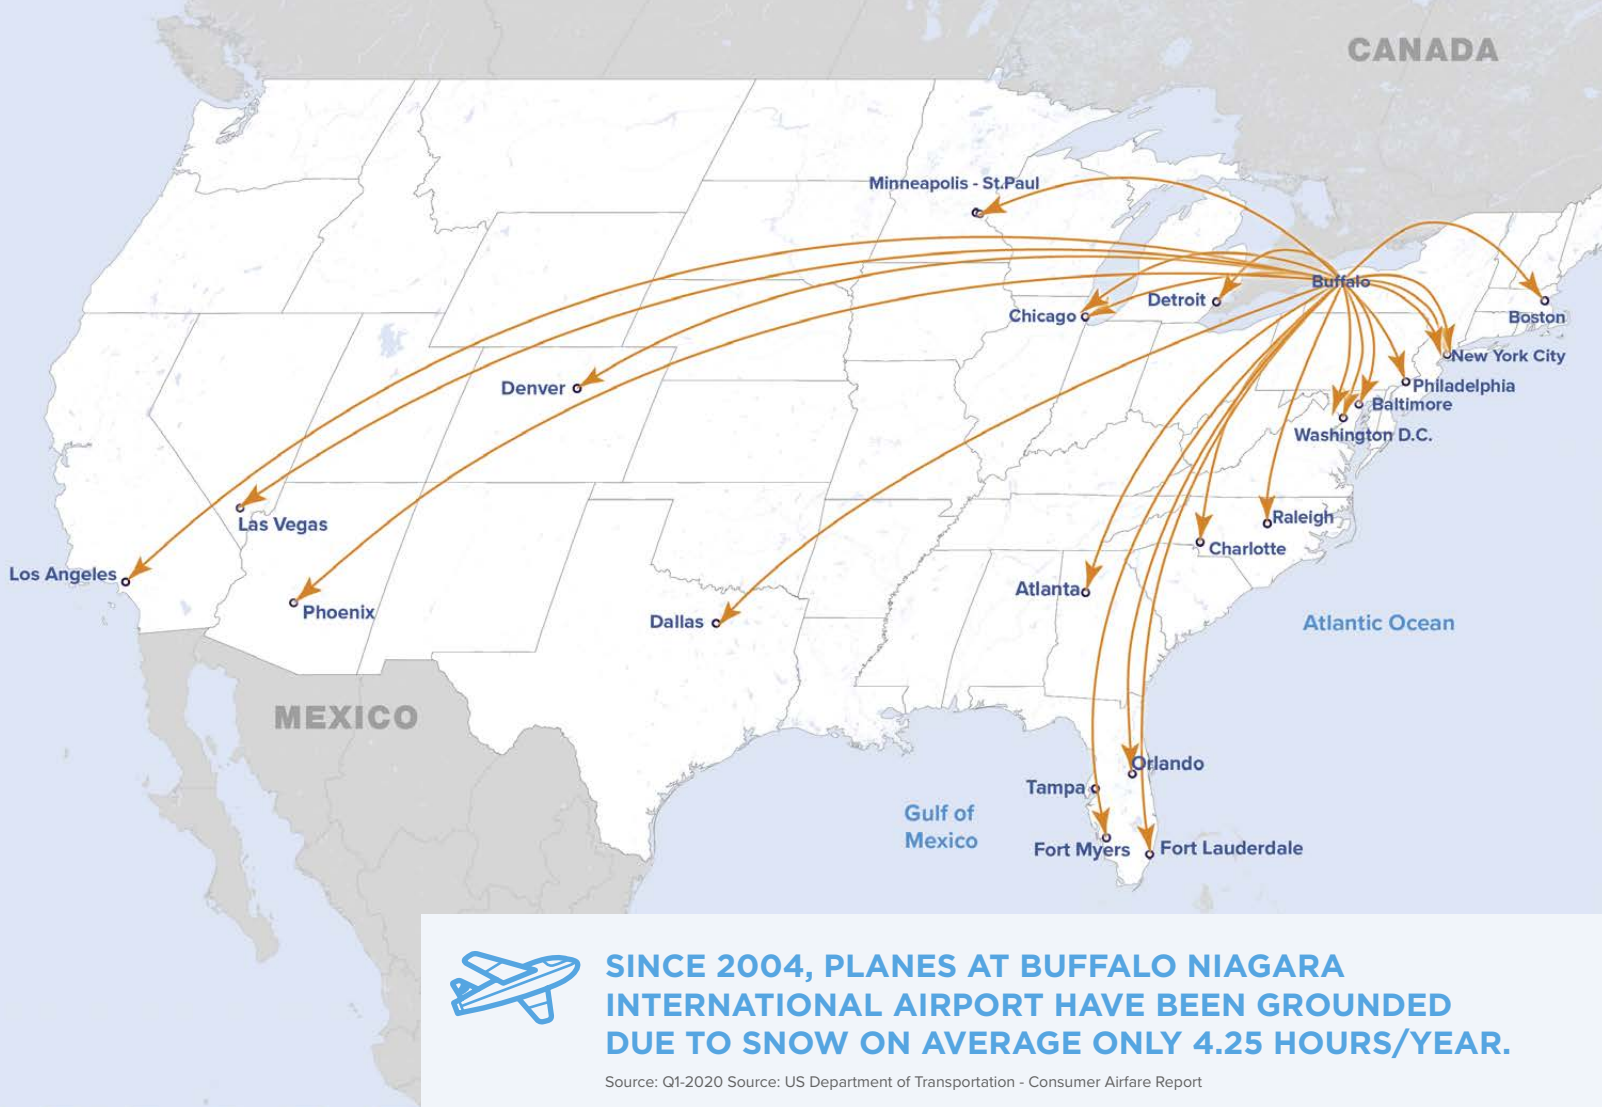 CANADA
Minneapolis - St.Paul
Buffalo
Detroit
Chicago
Boston
New York City
Denver
Philadelphia
Baltimore
Washington D.C.
Las Vegas
Raleigh
Charlotte
Los Angeles
Phoenix
Atlanta
Dallas
Atlantic Ocean
MEXICO
Orlando
Tampa
Gulf of
Mexico
Fort Myers
Fort Lauderdale
SINCE 2004, PLANES AT BUFFALO NIAGARA
INTERNATIONAL AIRPORT HAVE BEEN GROUNDED
DUE TO SNOW ON AVERAGE ONLY 4.25 HOURS/YEAR.
Source: Q1-2020 Source: US Department of Transportation - Consumer Airfare Report